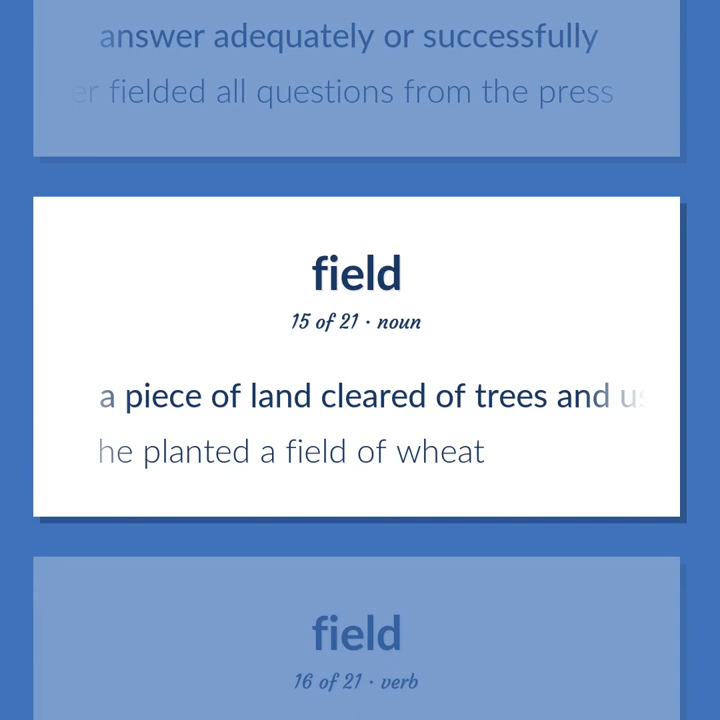 answer adequately or successfully
fielded all questions from the press
field
15 of 21 · noun
a piece of land cleared of trees and
he planted a field of wheat
field
16 of 21 · verb